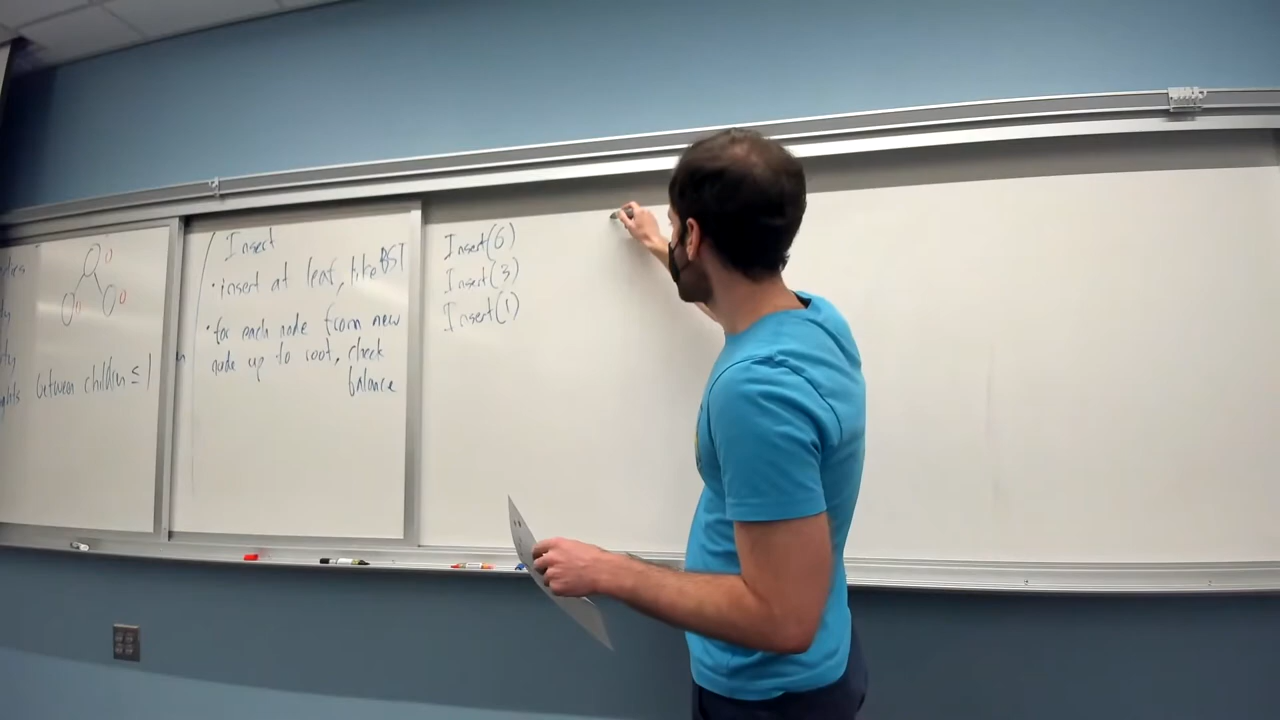 between children ≤ 1
Insert
· insert at leaf, like BST
· for each node from new
node up to root, check
balance
Insert(6)
Insert(3)
Insert(1)